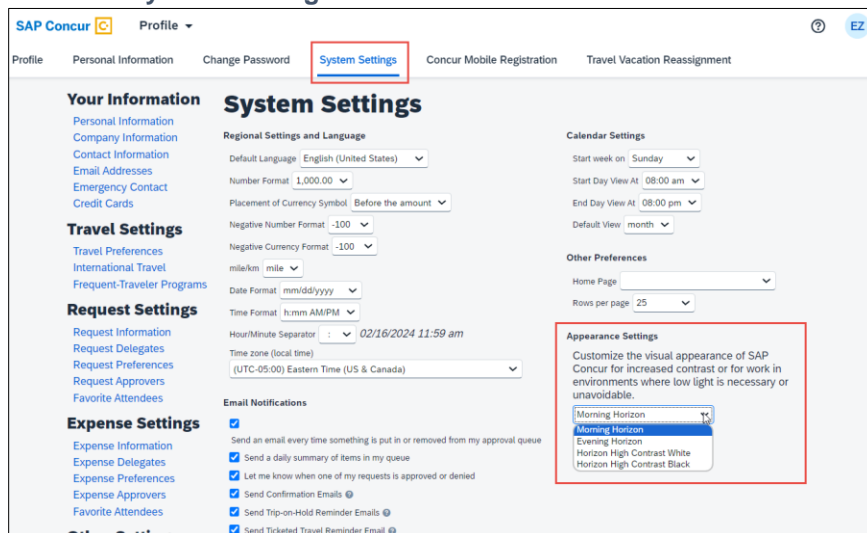 SAP Concur C Profile
EZ
Profile Personal Information Change Password System Settings Concur Mobile Registration Travel Vacation Reassignment
Your Information
Personal Information
Company Information
Contact Information
Email Addresses
Emergency Contact
Credit Cards
Travel Settings
Travel Preferences
International Travel
Frequent-Traveler Programs
Request Settings
Request Information
Request Delegates
Request Preferences
Request Approvers
Favorite Attendees
Expense Settings
Expense Information
Expense Delegates
Expense Preferences
Expense Approvers
Favorite Attendees
System Settings
Regional Settings and Language
Default Language English (United States)
Number Format 1,000.00
Placement of Currency Symbol Before the amount
Negative Number Format -100
Negative Currency Format -100
mile/km mile
Date Format mm/dd/yyyy
Time Format h:mm AM/PM
Hour/Minute Separator : 02/16/2024 11:59 am
Time zone (local time)
(UTC-05:00) Eastern Time (US & Canada)
Email Notifications
Send an email every time something is put in or removed from my approval queue
Send a daily summary of items in my queue
Let me know when one of my requests is approved or denied
Send Confirmation Emails
Send Trip-on-Hold Reminder Emails
Send Ticketed Travel Reminder Email
Calendar Settings
Start week on Sunday
Start Day View At 08:00 am
End Day View At 08:00 pm
Default View month
Other Preferences
Home Page
Rows per page 25
Appearance Settings
Customize the visual appearance of SAP
Concur for increased contrast or for work in
environments where low light is necessary or
unavoidable.
Morning Horizon
Morning Horizon
Evening Horizon
Horizon High Contrast White
Horizon High Contrast Black